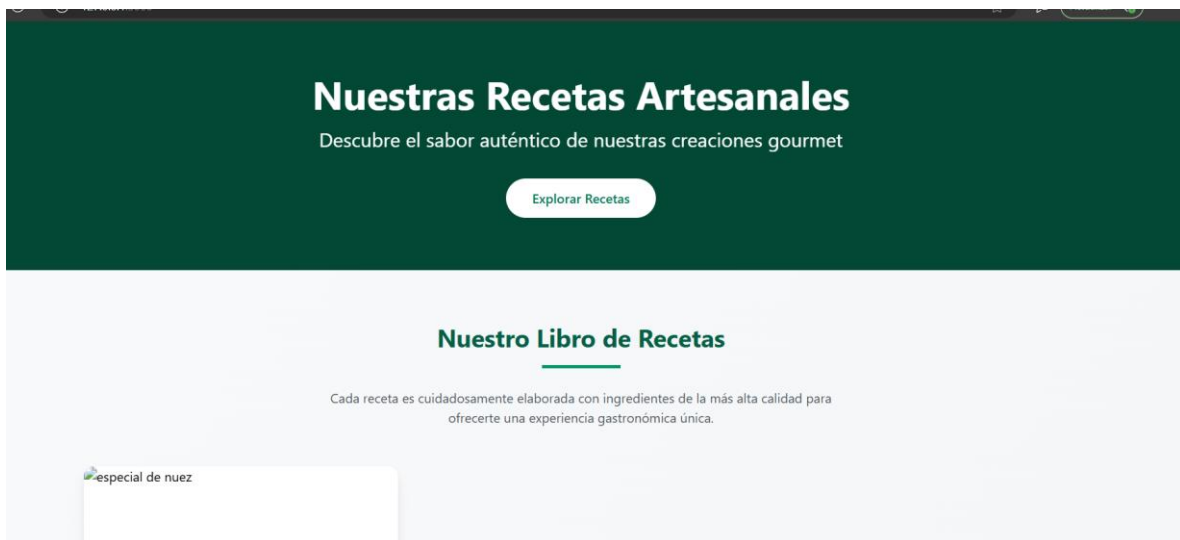 Nuestras Recetas Artesanales
Descubre el sabor auténtico de nuestras creaciones gourmet
Explorar Recetas
Nuestro Libro de Recetas
Cada receta es cuidadosamente elaborada con ingredientes de la más alta calidad para
ofrecerte una experiencia gastronómica única.
especial de nuez